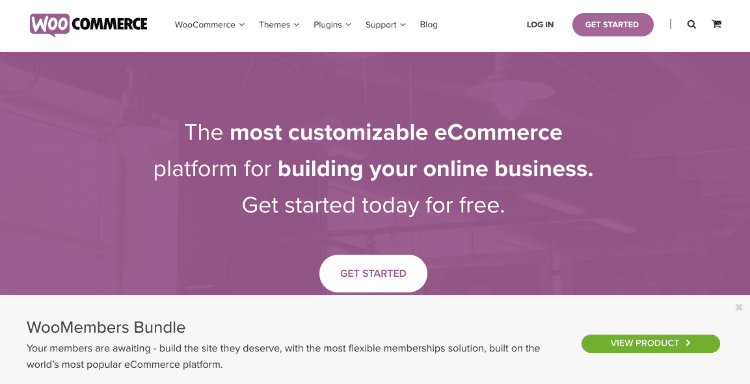 WOO COMMERCE
WooCommerce Themes Plugins Support Blog LOG IN GET STARTED
The most customizable eCommerce
platform for building your online business.
Get started today for free.
GET STARTED
WooMembers Bundle
Your members are awaiting - build the site they deserve, with the most flexible memberships solution, built on the
world's most popular eCommerce platform.
VIEW PRODUCT